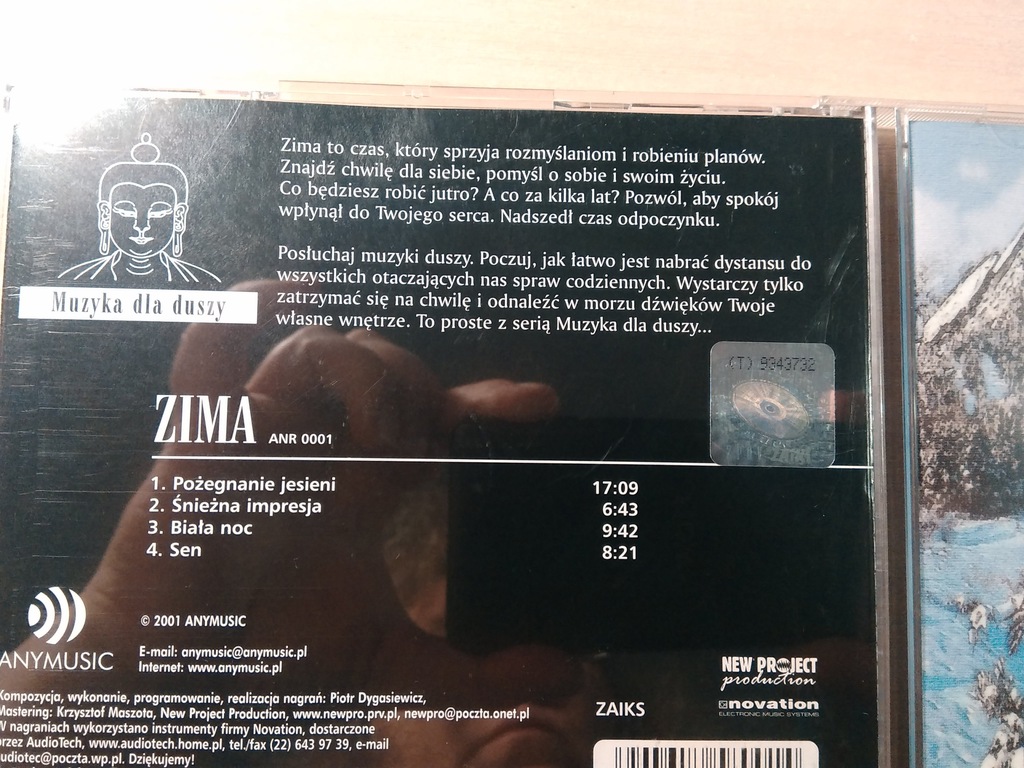 Zima to czas, który sprzyja rozmyślaniom i robieniu planów.
Znajdź chwilę dla siebie, pomyśl o sobie i swoim życiu.
Co będziesz robić jutro? A co za kilka lat? Pozwól, aby spokój
wpłynął do Twojego serca. Nadszedł czas odpoczynku.
Posłuchaj muzyki duszy. Poczuj, jak łatwo jest nabrać dystansu do
wszystkich otaczających nas spraw codziennych. Wystarczy tylko
zatrzymać się na chwilę i odnaleźć w morzu dźwięków Twoje
własne wnętrze. To proste z serią Muzyka dla duszy...
Muzyka dla duszy
(T) 9343732
ZIMA ANR 0001
1. Pożegnanie jesieni 17:09
2. Śnieżna impresja 6:43
3. Biała noc 9:42
4. Sen 8:21
ANYMUSIC
© 2001 ANYMUSIC
E-mail: anymusic@anymusic.pl
Internet: www.anymusic.pl
Kompozycja, wykonanie, programowanie, realizacja nagrań: Piotr Dygasiewicz,
Mastering: Krzysztof Maszota, New Project Production, www.newpro.prv.pl, newpro@poczta.onet.pl
W nagraniach wykorzystano instrumenty firmy Novation, dostarczone
przez AudioTech, www.audiotech.home.pl, tel./fax (22) 643 97 39, e-mail
audiotec@poczta.wp.pl. Dziękujemy!
ZAIKS
NEW PROJECT
production
novation
ELECTRONIC MUSIC SYSTEMS